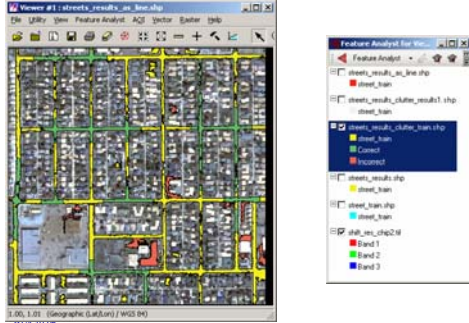 Viewer #1 : streets_results_as_line.shp
File Utility View Feature Analyst AOI Vector Raster Help
1.00, 1.01 (Geographic (Lat/Lon) / WGS 84)
Feature Analyst for Vie...
Feature Analyst
streets_results_as_line.shp
street_train
streets_results_clutter_results1.shp
street_train
streets_results_clutter_train.shp
street_train
Correct
Incorrect
streets_results.shp
street_train
street_train.shp
street_train
shift_res_chip2.til
Band 1
Band 2
Band 3